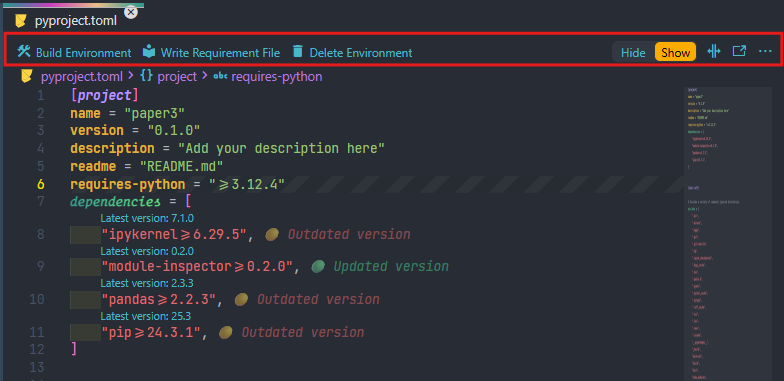 pyproject.toml
Build Environment Write Requirement File Delete Environment Hide Show
pyproject.toml > {} project > abc requires-python
1 [project]
2 name = "paper3"
3 version = "0.1.0"
4 description = "Add your description here"
5 readme = "README.md"
6 requires-python = "≥3.12.4"
7 dependencies = [
Latest version: 7.1.0
8 "ipykernel≥6.29.5", Outdated version
Latest version: 0.2.0
9 "module-inspector≥0.2.0", Updated version
Latest version: 2.3.3
10 "pandas≥2.2.3", Outdated version
Latest version: 25.3
11 "pip≥24.3.1", Outdated version
12 ]
13